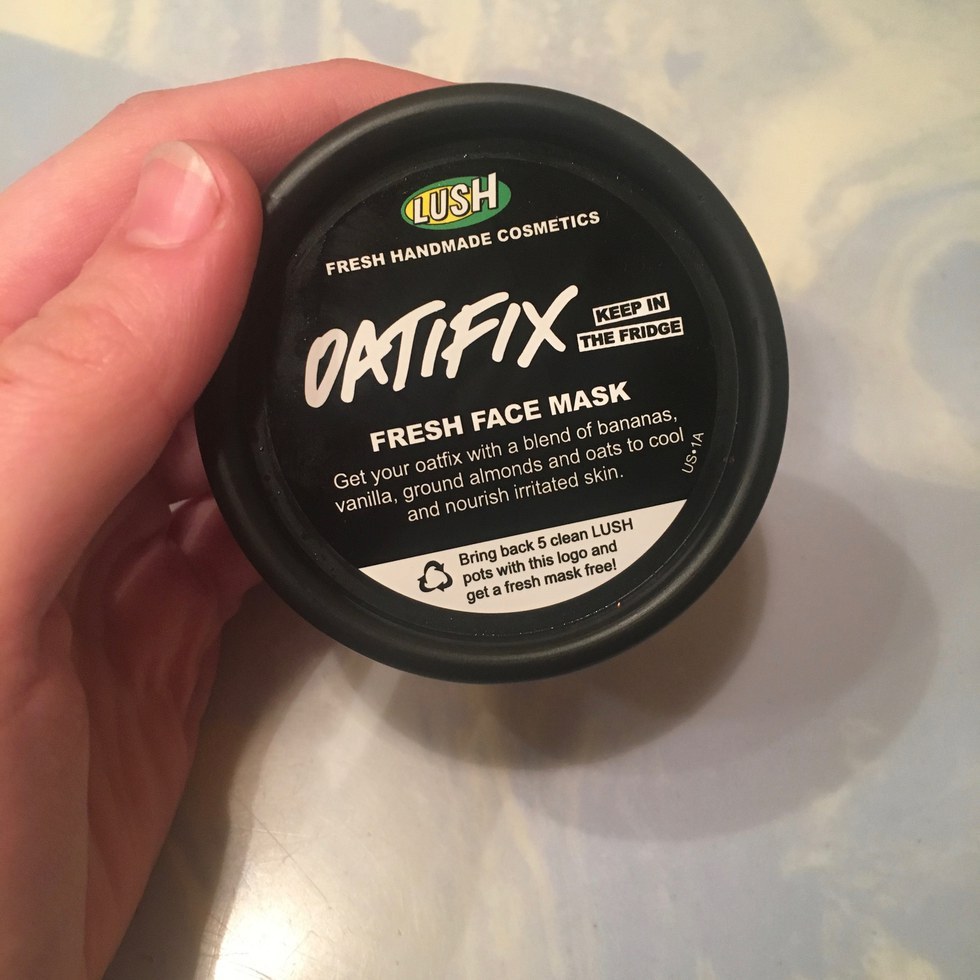 LUSH
FRESH HANDMADE COSMETICS
OATIFIX
KEEP IN
THE FRIDGE
FRESH FACE MASK
Get your oatfix with a blend of bananas,
vanilla, ground almonds and oats to cool
and nourish irritated skin.
US•1A
Bring back 5 clean LUSH
pots with this logo and
get a fresh mask free!